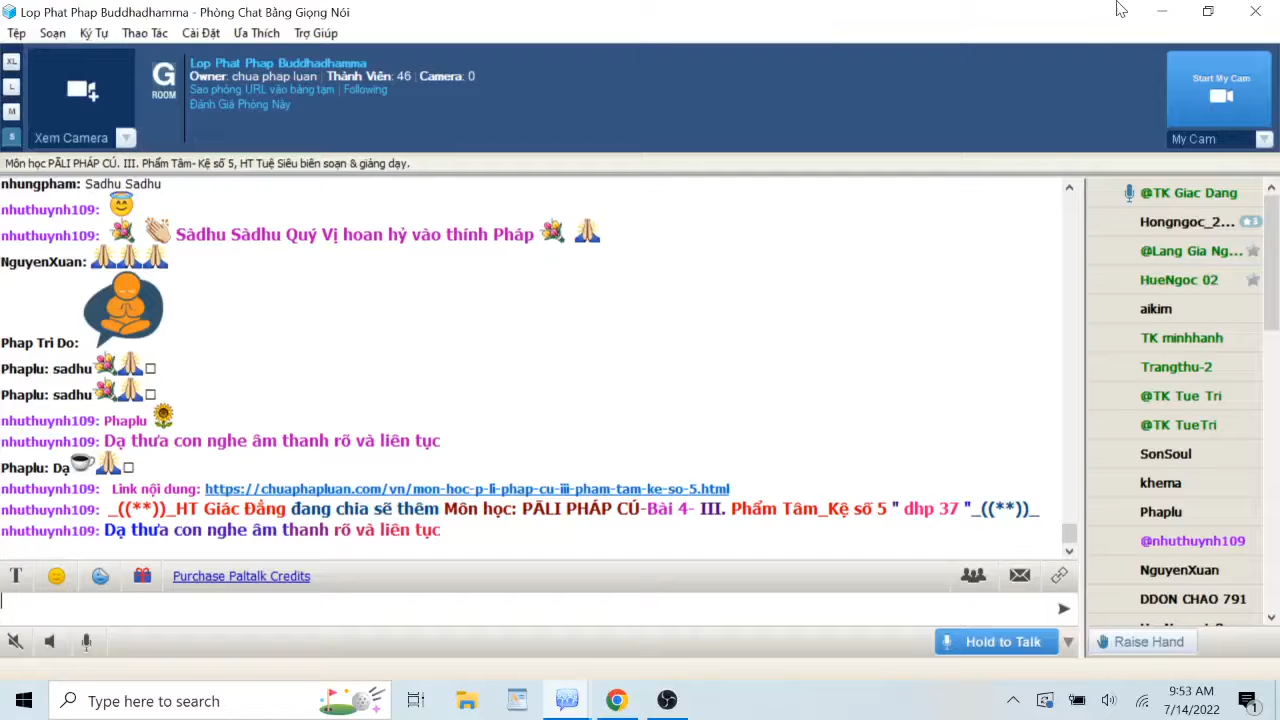 Lop Phat Phap Buddhadhamma - Phòng Chat Bằng Giọng Nói
Tệp Soạn Ký Tự Thao Tác Cài Đặt Ưa Thích Trợ Giúp
XL
L
M
S
Xem Camera
G
ROOM
Lop Phat Phap Buddhadhamma
Owner: chua phap luan | Thành Viên: 46 | Camera: 0
Sao phòng URL vào bảng tạm | Following
Đánh Giá Phòng Này
Start My Cam
My Cam
Môn học PĀLI PHÁP CÚ. III. Phẩm Tâm- Kệ số 5, HT Tuệ Siêu biên soạn & giảng dạy.
nhungpham: Sadhu Sadhu
nhuthuynh109:
nhuthuynh109: Sàdhu Sàdhu Quý Vị hoan hỷ vào thính Pháp
NguyenXuan:
Phap Tri Do:
Phaplu: sadhu
Phaplu: sadhu
nhuthuynh109: Phaplu
nhuthuynh109: Dạ thưa con nghe âm thanh rõ và liên tục
Phaplu: Dạ
nhuthuynh109: Link nội dung: https://chuaphapluan.com/vn/mon-hoc-p-li-phap-cu-iii-pham-tam-ke-so-5.html
nhuthuynh109: _((**))_HT Giác Đẳng đang chia sẽ thêm Môn học: PĀLI PHÁP CÚ-Bài 4- III. Phẩm Tâm_Kệ số 5 " dhp 37 "_((**))_
nhuthuynh109: Dạ thưa con nghe âm thanh rõ và liên tục
@TK Giac Dang
Hongngoc_2... +3
@Lang Gia Ng...
HueNgoc 02
aikim
TK minhhanh
Trangthu-2
@TK Tue Tri
@TK TueTri
SonSoul
khema
Phaplu
@nhuthuynh109
NguyenXuan
DDON CHAO 791
T Purchase Paltalk Credits
Hold to Talk
Raise Hand
Type here to search
9:53 AM
7/14/2022
1